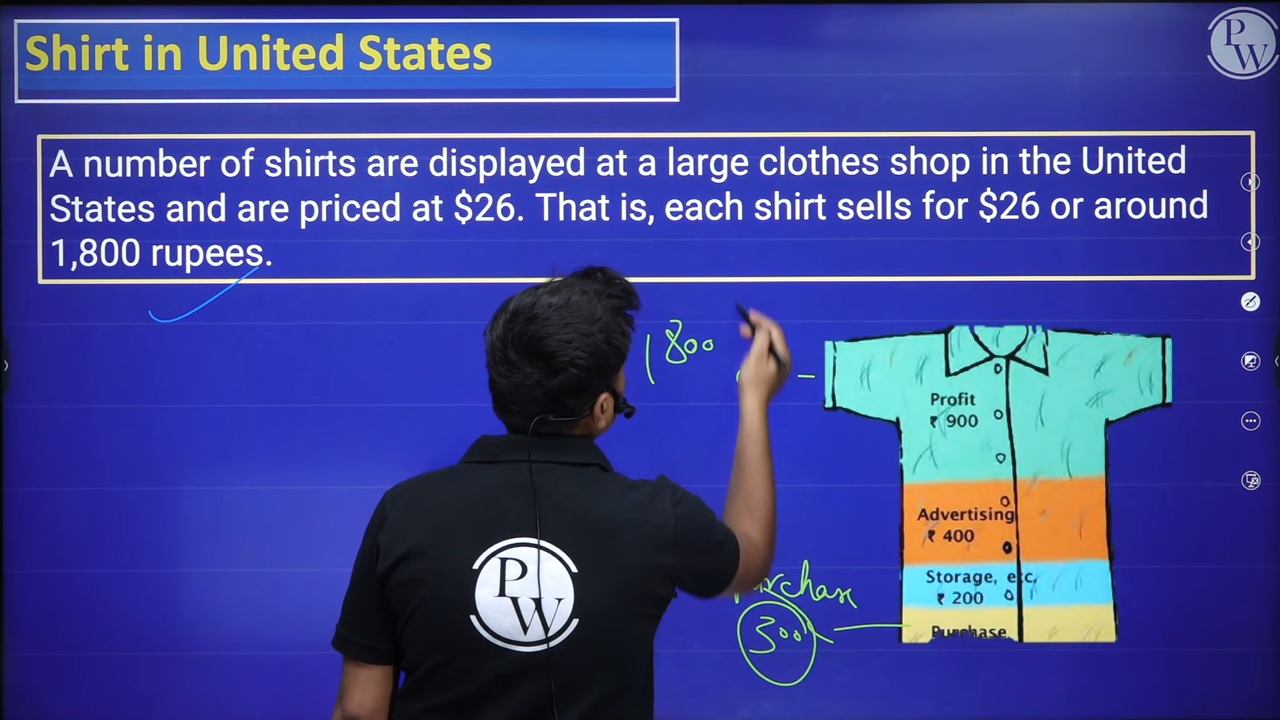 Shirt in United States
PW
A number of shirts are displayed at a large clothes shop in the United
States and are priced at $26. That is, each shirt sells for $26 or around
1,800 rupees.
1800
Profit
₹ 900
Advertising
₹ 400
Storage, etc.
₹ 200
Purchase
purchase
300
PW